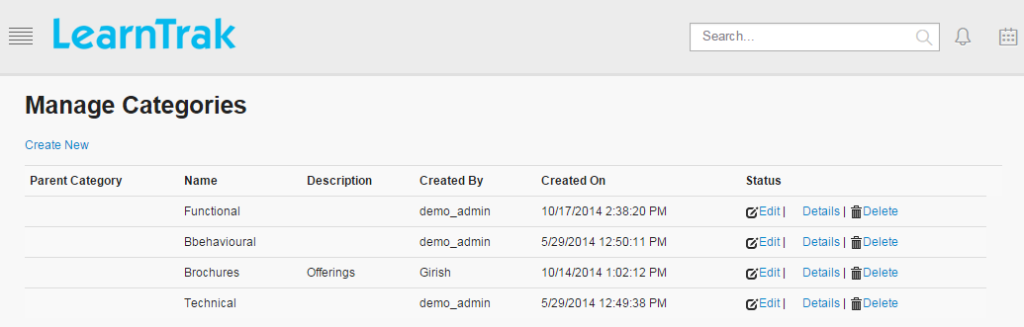 LearnTrak Search...
Manage Categories
Create New
Parent Category Name Description Created By Created On Status
Functional demo_admin 10/17/2014 2:38:20 PM Edit | Details | Delete
Bbehavioural demo_admin 5/29/2014 12:50:11 PM Edit | Details | Delete
Brochures Offerings Girish 10/14/2014 1:02:12 PM Edit | Details | Delete
Technical demo_admin 5/29/2014 12:49:38 PM Edit | Details | Delete